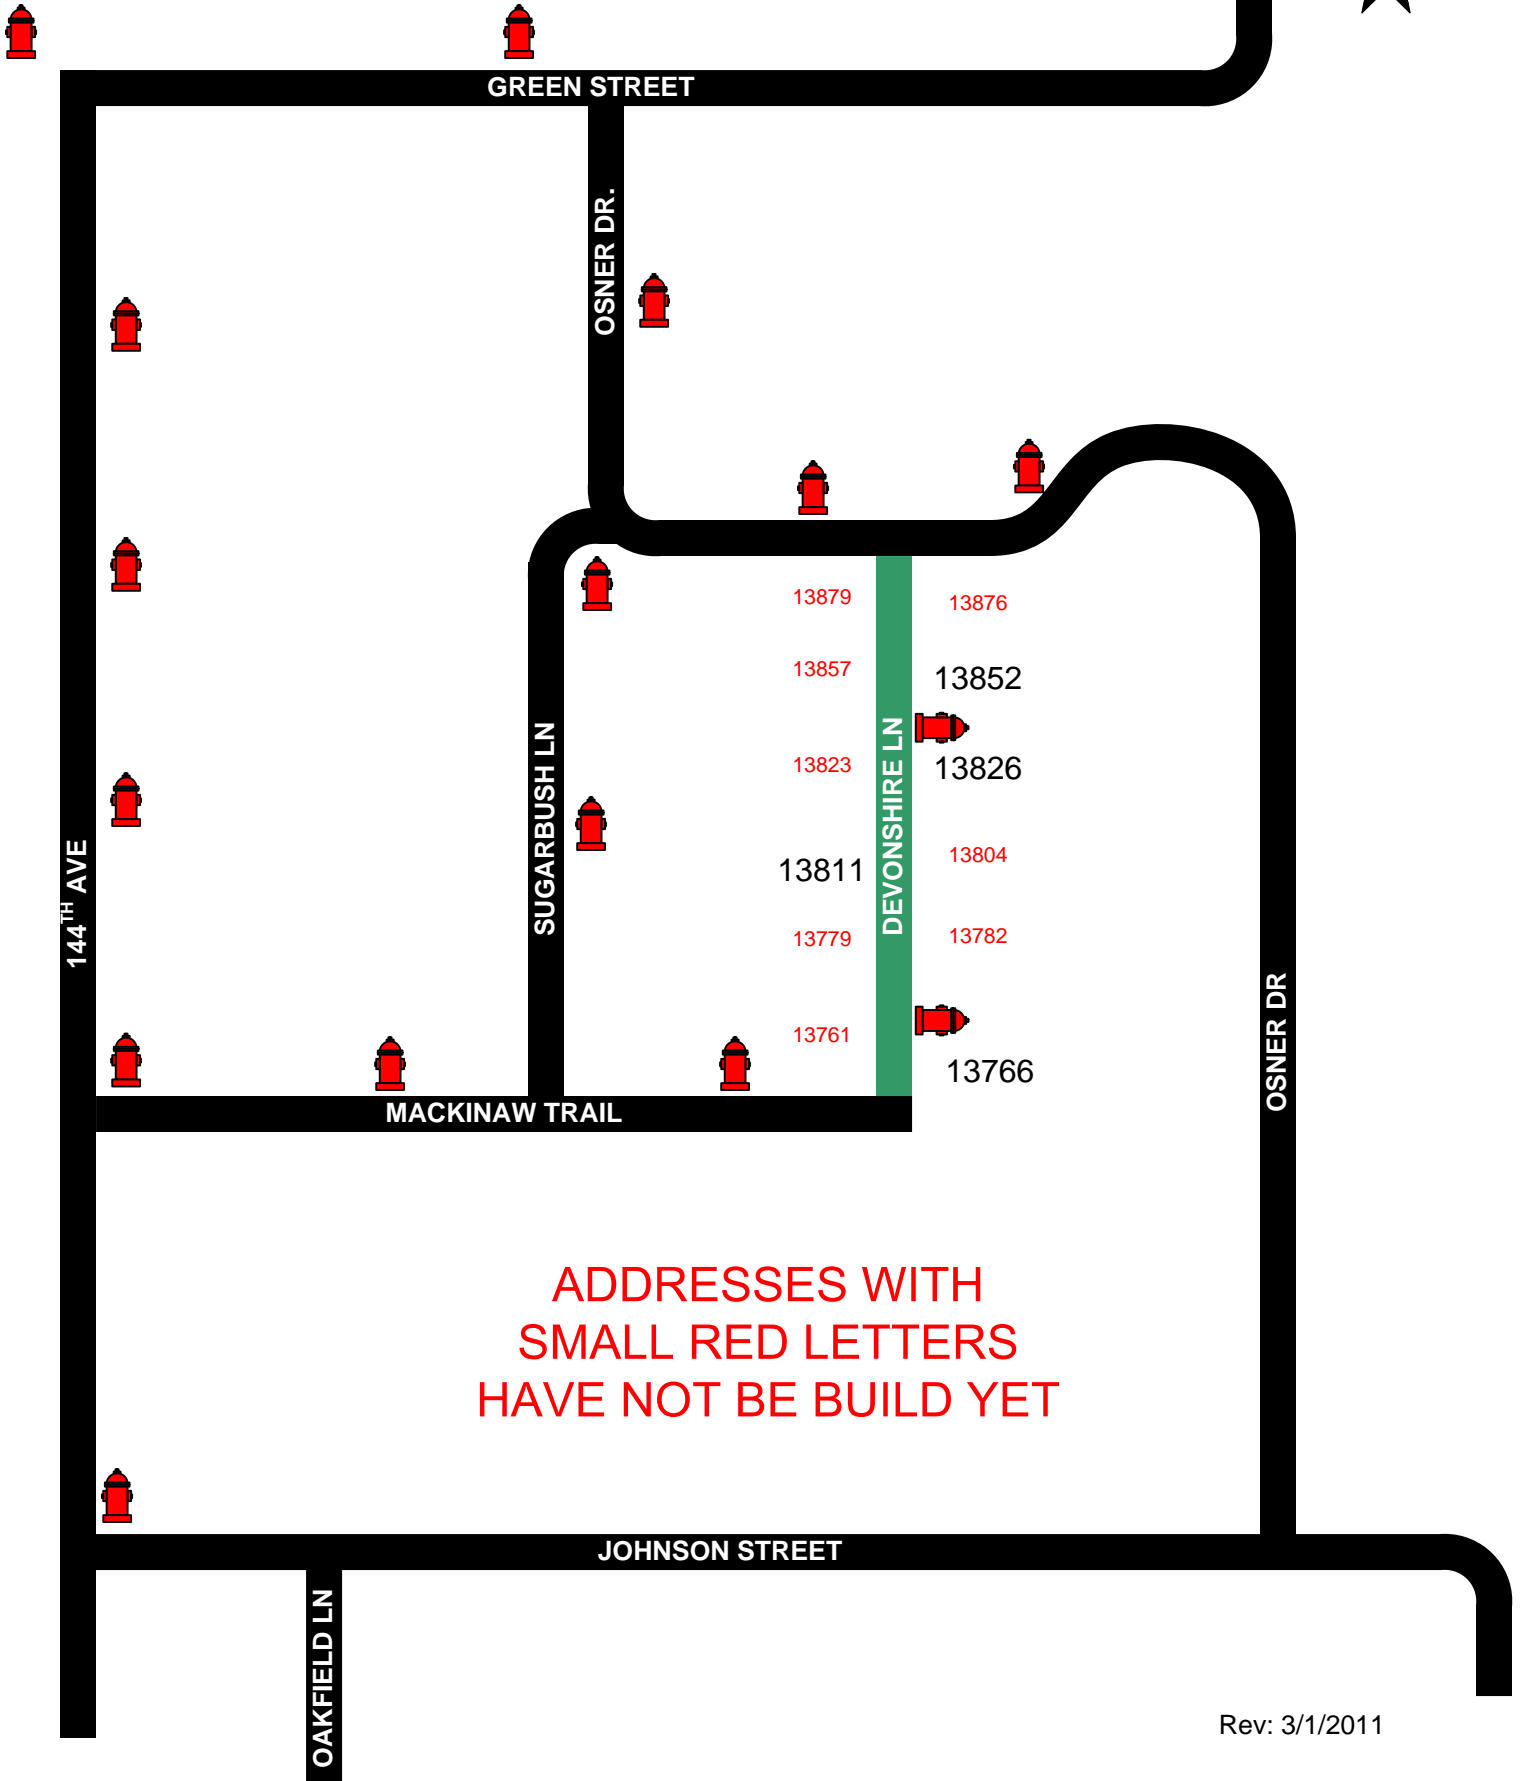 GREEN STREET
OSNER DR.
13879
13876
13857
13852
13823
13826
13811
13804
13779
13782
13761
13766
SUGARBUSH LN
DEVONSHIRE LN
144TH AVE
OSNER DR
MACKINAW TRAIL
ADDRESSES WITH
SMALL RED LETTERS
HAVE NOT BE BUILD YET
JOHNSON STREET
OAKFIELD LN
Rev: 3/1/2011